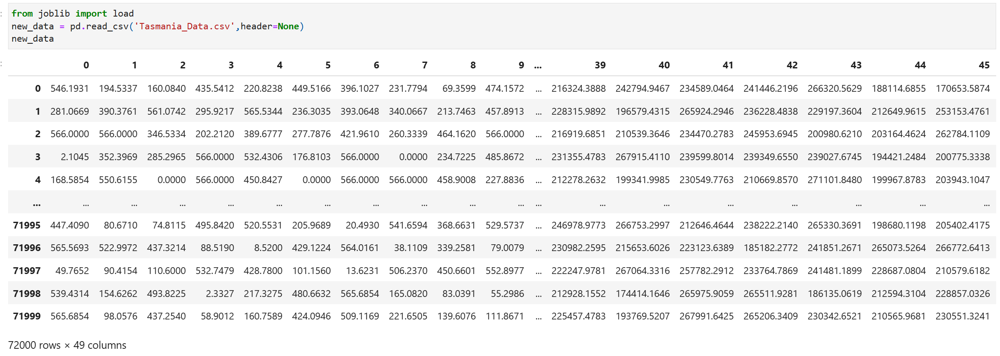 from joblib import load
new_data = pd.read_csv('Tasmania_Data.csv',header=None)
new_data
0 1 2 3 4 5 6 7 8 9 ... 39 40 41 42 43 44 45
0 546.1931 194.5337 160.0840 435.5412 220.8238 449.5166 396.1027 231.7794 69.3599 474.1572 ... 216324.3888 242794.9467 234589.0464 241446.2196 266320.5629 188114.6855 170653.5874
1 281.0669 390.3761 561.0742 295.9217 565.5344 236.3035 393.0648 340.0667 213.7463 457.8913 ... 228315.9892 196579.4315 265924.2946 236228.4838 229197.3604 212649.9615 253153.4761
2 566.0000 566.0000 346.5334 202.2120 389.6777 277.7876 421.9610 260.3339 464.1620 566.0000 ... 216919.6851 210539.3646 234470.2783 245953.6945 200980.6210 203164.4624 262784.1109
3 2.1045 352.3969 285.2965 566.0000 532.4306 176.8103 566.0000 0.0000 234.7225 485.8672 ... 231355.4783 267915.4110 239599.8014 239349.6550 239027.6745 194421.2484 200775.3338
4 168.5854 550.6155 0.0000 566.0000 450.8427 0.0000 566.0000 566.0000 458.9008 227.8836 ... 212278.2632 199341.9985 230549.7763 210669.8570 271101.8480 199967.8783 203943.1047
... ... ... ... ... ... ... ... ... ... ... ... ... ... ... ... ... ... ...
71995 447.4090 80.6710 74.8115 495.8420 520.5531 205.9689 20.4930 541.6594 368.6631 529.5737 ... 246978.9773 266753.2997 212646.4644 238222.2140 265330.3691 198680.1198 205402.4175
71996 565.5693 522.9972 437.3214 88.5190 8.5200 429.1224 564.0161 38.1109 339.2581 79.0079 ... 230982.2595 215653.6026 223123.6389 185182.2772 241851.2671 265073.5264 266772.6413
71997 49.7652 90.4154 110.6000 532.7479 428.7800 101.1560 13.6231 506.2370 450.6601 552.8977 ... 222247.9781 267064.3316 257782.2912 233764.7869 241481.1899 228687.0804 210579.6182
71998 539.4314 154.6262 493.8225 2.3327 217.3275 480.6632 565.6854 165.0820 83.0391 55.2986 ... 212928.1552 174414.1646 265975.9059 265511.9281 186135.0619 212594.3104 228857.0326
71999 565.6854 98.0576 437.2540 58.9012 160.7589 424.0946 509.1169 221.6505 139.6076 111.8671 ... 225457.4783 193769.5207 267991.6425 265206.3409 230342.6521 210565.9681 230551.3241
72000 rows × 49 columns